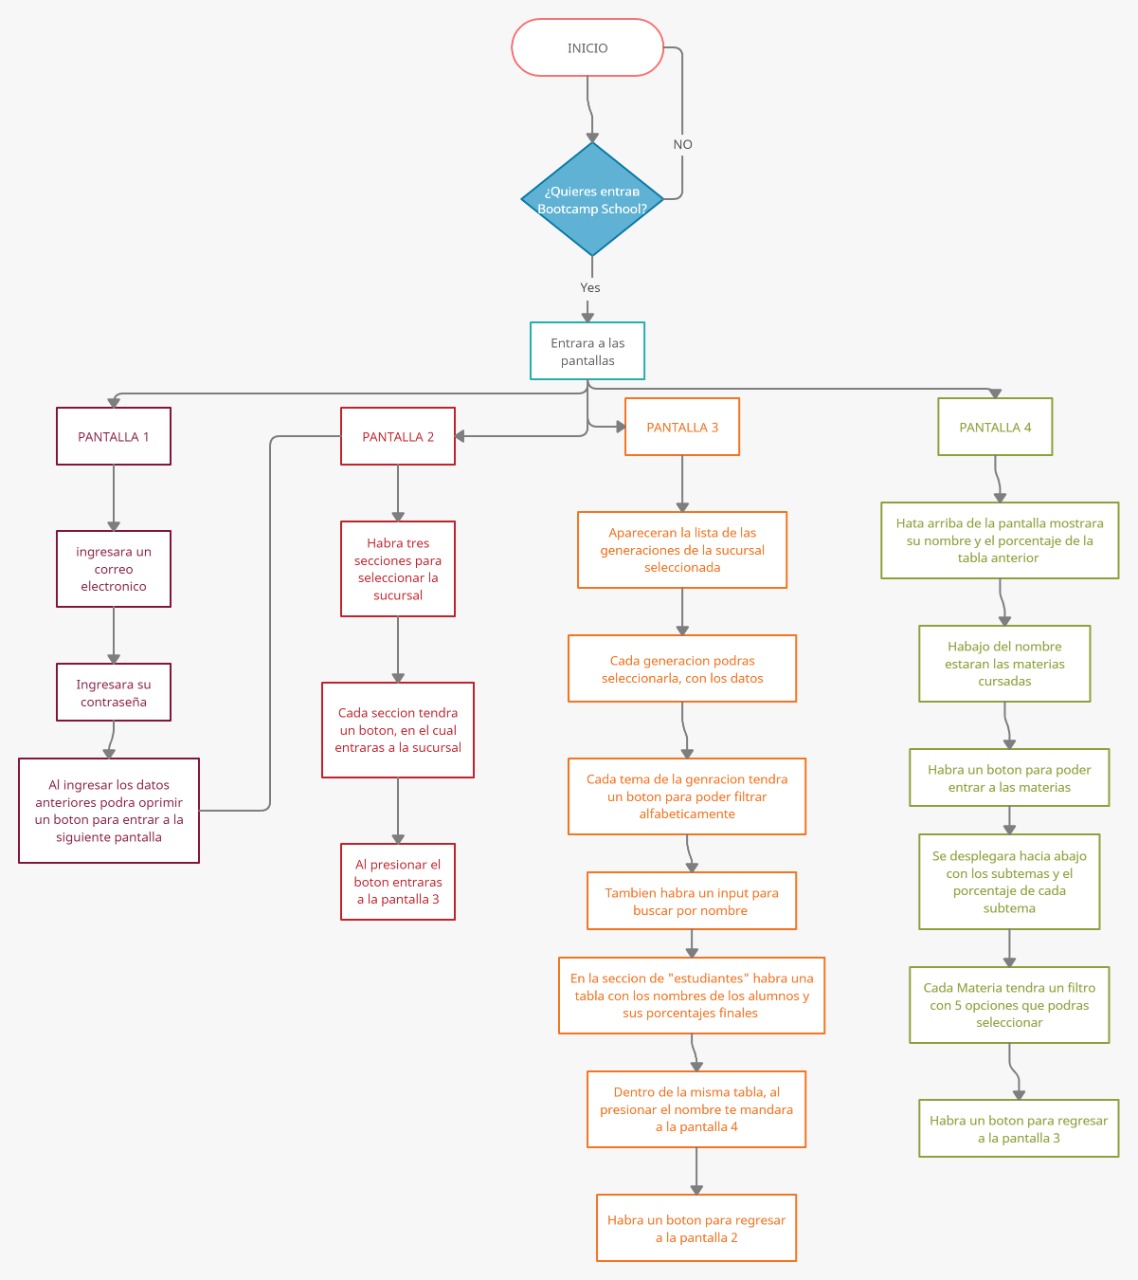 INICIO
NO
¿Quieres entraa
Bootcamp School?
Yes
Entrara a las
pantallas
PANTALLA 1
ingresara un
correo
electronico
Ingresara su
contraseña
Al ingresar los datos
anteriores podra oprimir
un boton para entrar a la
siguiente pantalla
PANTALLA 2
Habra tres
secciones para
seleccionar la
sucursal
Cada seccion tendra
un boton, en el cual
entraras a la sucursal
Al presionar el
boton entraras
a la pantalla 3
PANTALLA 3
Apareceran la lista de las
generaciones de la sucursal
seleccionada
Cada generacion podras
seleccionarla, con los datos
Cada tema de la genracion tendra
un boton para poder filtrar
alfabeticamente
Tambien habra un input para
buscar por nombre
En la seccion de "estudiantes" habra una
tabla con los nombres de los alumnos y
sus porcentajes finales
Dentro de la misma tabla, al
presionar el nombre te mandara
a la pantalla 4
Habra un boton para regresar
a la pantalla 2
PANTALLA 4
Hata arriba de la pantalla mostrara
su nombre y el porcentaje de la
tabla anterior
Habajo del nombre
estaran las materias
cursadas
Habra un boton para poder
entrar a las materias
Se desplegara hacia abajo
con los subtemas y el
porcentaje de cada
subtema
Cada Materia tendra un filtro
con 5 opciones que podras
seleccionar
Habra un boton para regresar
a la pantalla 3